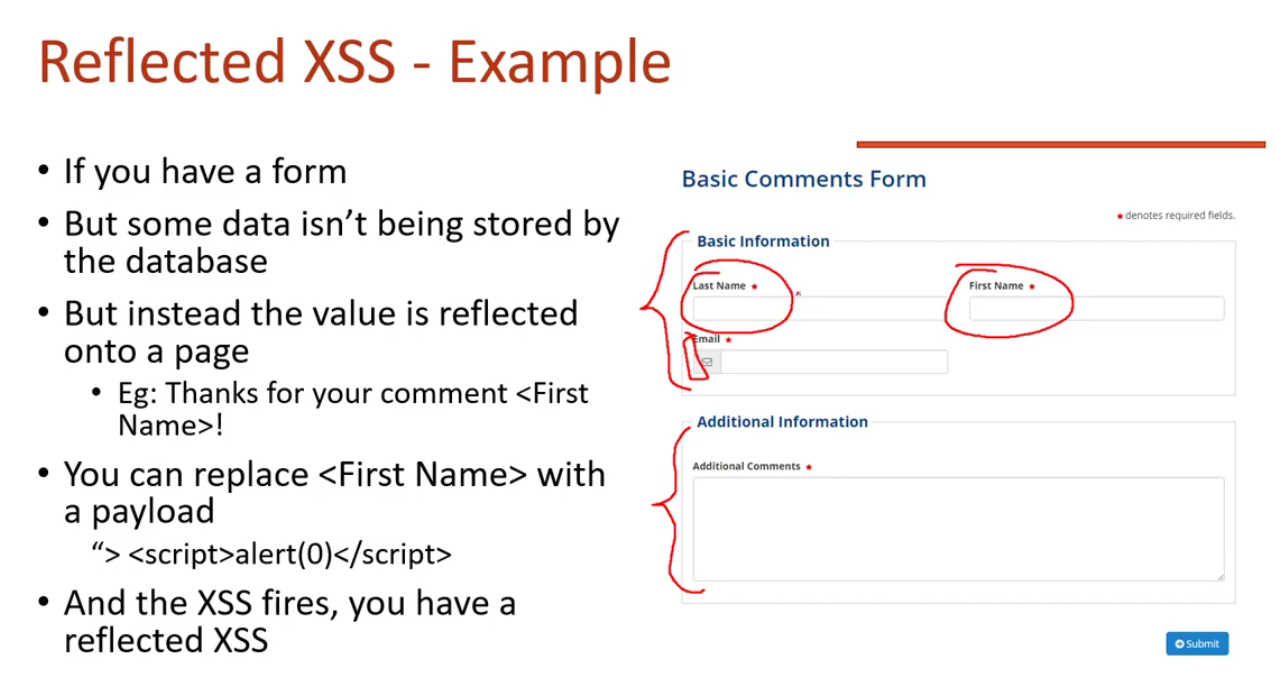 Reflected XSS - Example
• If you have a form
• But some data isn’t being stored by
the database
• But instead the value is reflected
onto a page
• Eg: Thanks for your comment <First
Name>!
• You can replace <First Name> with
a payload
“> <script>alert(0)</script>
• And the XSS fires, you have a
reflected XSS
Basic Comments Form
★ denotes required fields.
Basic Information
Last Name ★
First Name ★
Email ★
Additional Information
Additional Comments ★
Submit